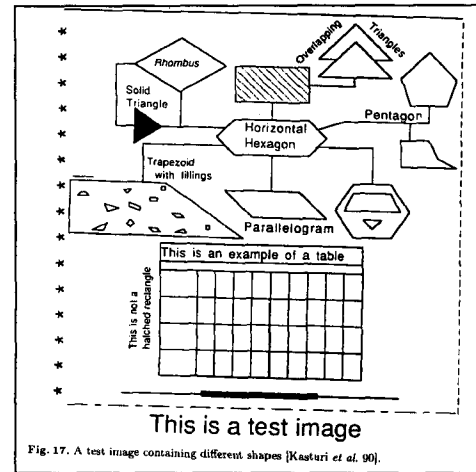 Overlapping
Triangles
Rhombus
Solid
Triangle
Pentagon
Horizontal
Hexagon
Trapezoid
with fillings
Parallelogram
This is an example of a table
This is not a
hatched rectangle
This is a test image
Fig. 17. A test image containing different shapes [Kasturi et al. 90].